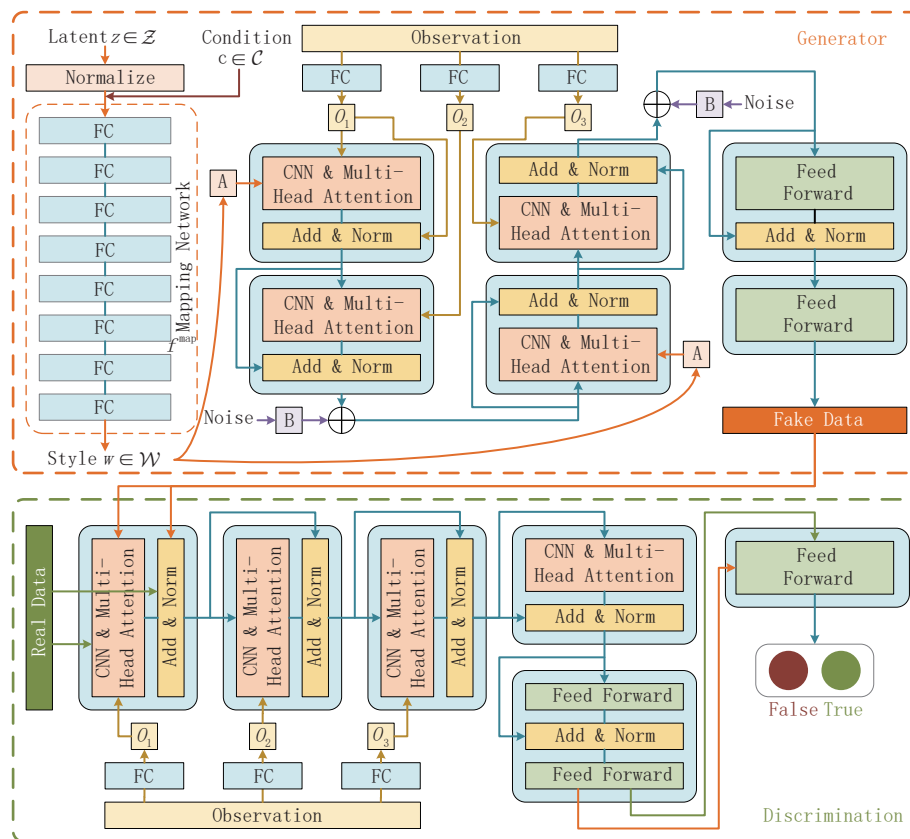 Latent z ∈ 𝒵
Condition
c ∈ 𝒞
Observation
Generator
Normalize
FC
FC
FC
O₁
O₂
O₃
B
Noise
FC
FC
FC
FC
FC
FC
FC
FC
f^map Mapping Network
A
CNN & Multi-
Head Attention
Add & Norm
CNN & Multi-
Head Attention
Add & Norm
Noise
B
Add & Norm
CNN & Multi-
Head Attention
Add & Norm
CNN & Multi-
Head Attention
A
Feed
Forward
Add & Norm
Feed
Forward
Fake Data
Style w ∈ 𝒲
Real Data
CNN & Multi-
Head Attention
Add & Norm
CNN & Multi-
Head Attention
Add & Norm
CNN & Multi-
Head Attention
Add & Norm
CNN & Multi-
Head Attention
Add & Norm
Feed
Forward
False True
Feed Forward
Add & Norm
Feed Forward
O₁
O₂
O₃
FC
FC
FC
Observation
Discrimination